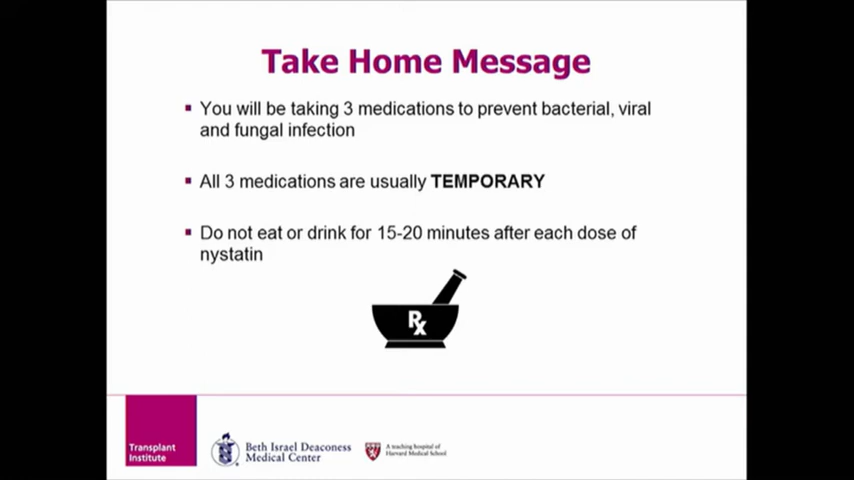 Take Home Message
▪ You will be taking 3 medications to prevent bacterial, viral
and fungal infection
▪ All 3 medications are usually TEMPORARY
▪ Do not eat or drink for 15-20 minutes after each dose of
nystatin
Rx
Transplant
Institute
Beth Israel Deaconess
Medical Center
A teaching hospital of
Harvard Medical School